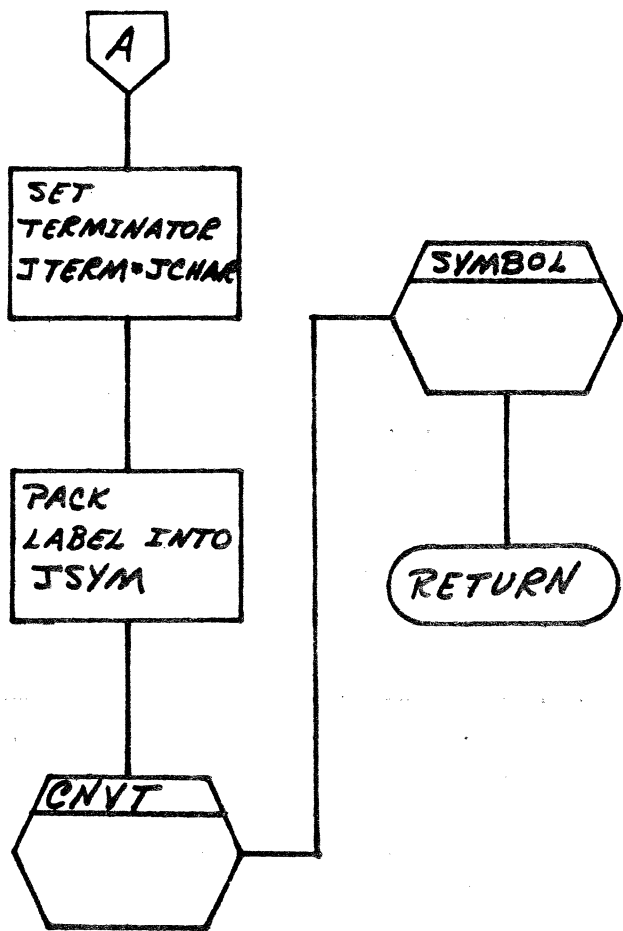 A
SET
TERMINATOR
JTERM=JCHAR
PACK
LABEL INTO
JSYM
CNVT
SYMBOL
RETURN